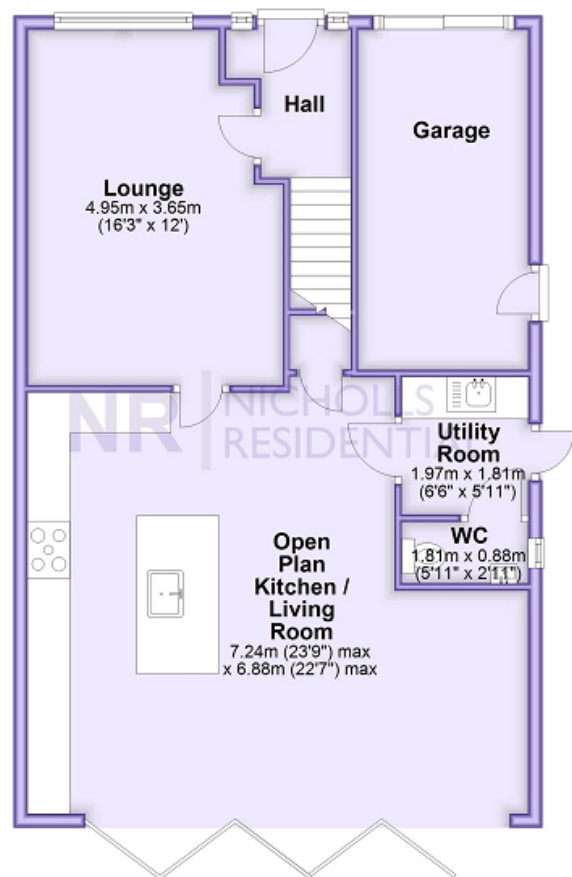 Hall
Garage
Lounge
4.95m x 3.65m
(16'3" x 12')
NR NICHOLLS
RESIDENTIAL
Utility
Room
1.97m x 1.81m
(6'6" x 5'11")
WC
1.81m x 0.88m
(5'11" x 2'11")
Open
Plan
Kitchen /
Living
Room
7.24m (23'9") max
x 6.88m (22'7") max